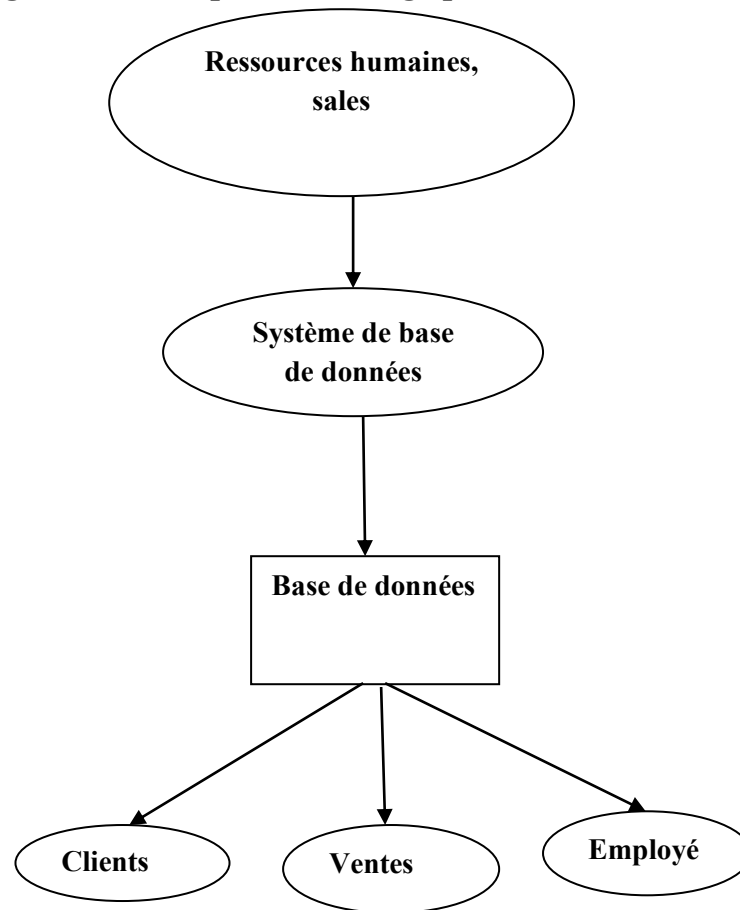 Ressources humaines,
sales
Système de base
de données
Base de données
Clients
Ventes
Employé